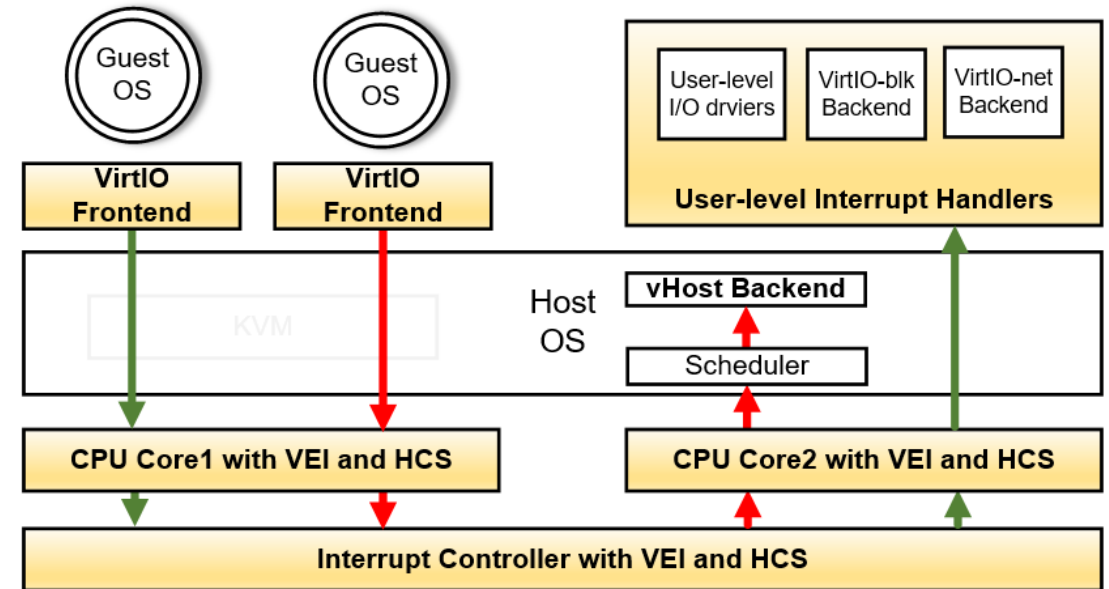 Guest
OS
Guest
OS
User-level
I/O drviers
VirtIO-blk
Backend
VirtIO-net
Backend
User-level Interrupt Handlers
VirtIO
Frontend
VirtIO
Frontend
KVM
Host
OS
vHost Backend
Scheduler
CPU Core1 with VEI and HCS
CPU Core2 with VEI and HCS
Interrupt Controller with VEI and HCS